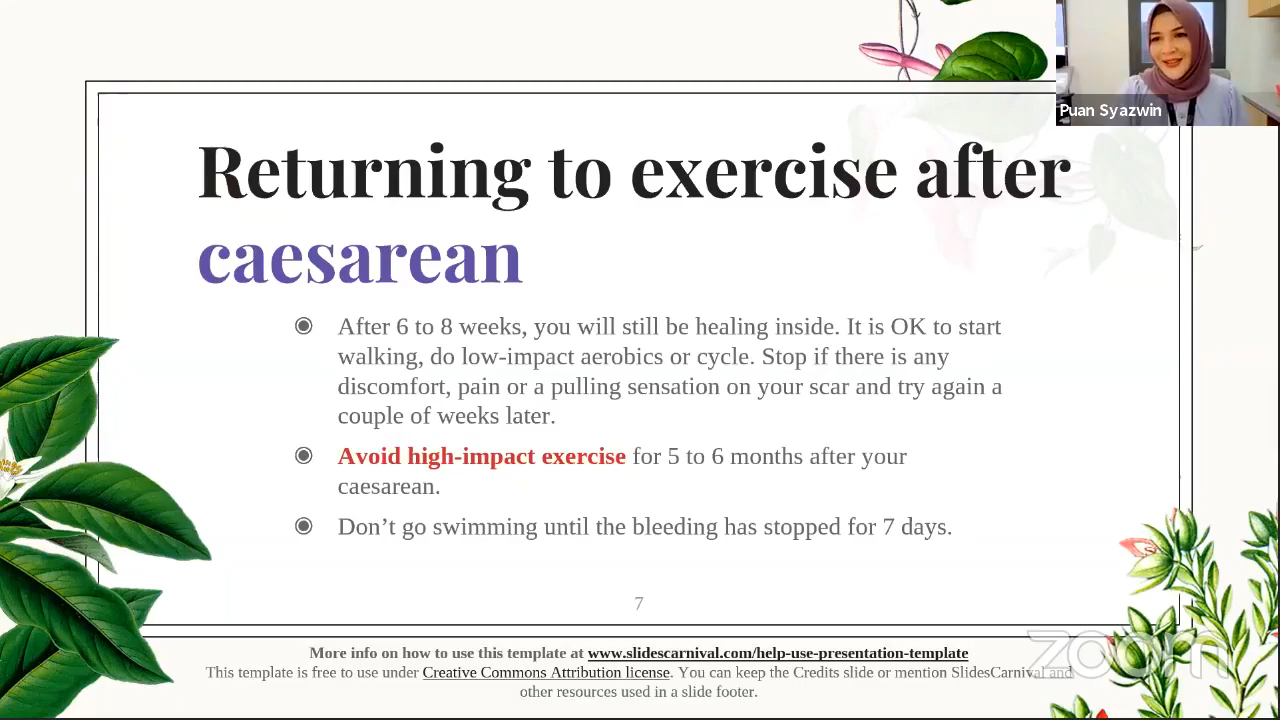 Puan Syazwin
Returning to exercise after
caesarean
◉ After 6 to 8 weeks, you will still be healing inside. It is OK to start
walking, do low-impact aerobics or cycle. Stop if there is any
discomfort, pain or a pulling sensation on your scar and try again a
couple of weeks later.
◉ Avoid high-impact exercise for 5 to 6 months after your
caesarean.
◉ Don’t go swimming until the bleeding has stopped for 7 days.
7
More info on how to use this template at www.slidescarnival.com/help-use-presentation-template
This template is free to use under Creative Commons Attribution license. You can keep the Credits slide or mention SlidesCarnival and
other resources used in a slide footer.
zoom